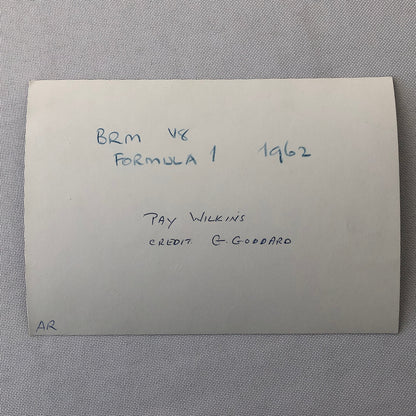 BRM V8
FORMULA 1 1962
PAY WILKINS
CREDIT G. GODDARD
AR